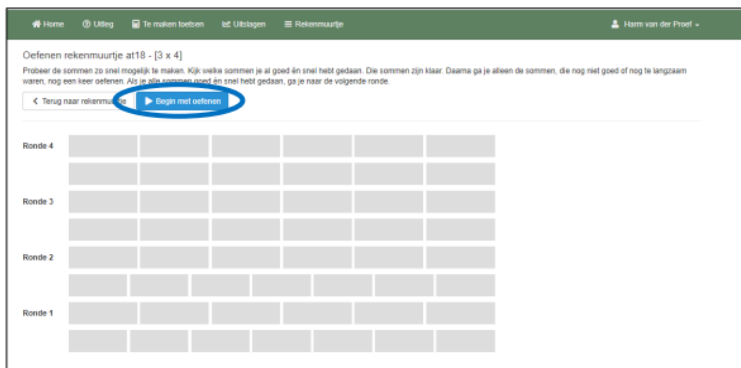 Home Uitleg Te maken toetsen Uitslagen Rekenmuurtje Harm van der Proef
Oefenen rekenmuurtje at18 - [3 x 4]
Probeer de sommen zo snel mogelijk te maken. Kijk welke sommen je al goed én snel hebt gedaan. Die sommen zijn klaar. Daarna ga je alleen de sommen, die nog niet goed of nog te langzaam
waren, nog een keer oefenen. Als je alle sommen goed én snel hebt gedaan, ga je naar de volgende ronde.
Terug naar rekenmuurtje Begin met oefenen
Ronde 4
Ronde 3
Ronde 2
Ronde 1